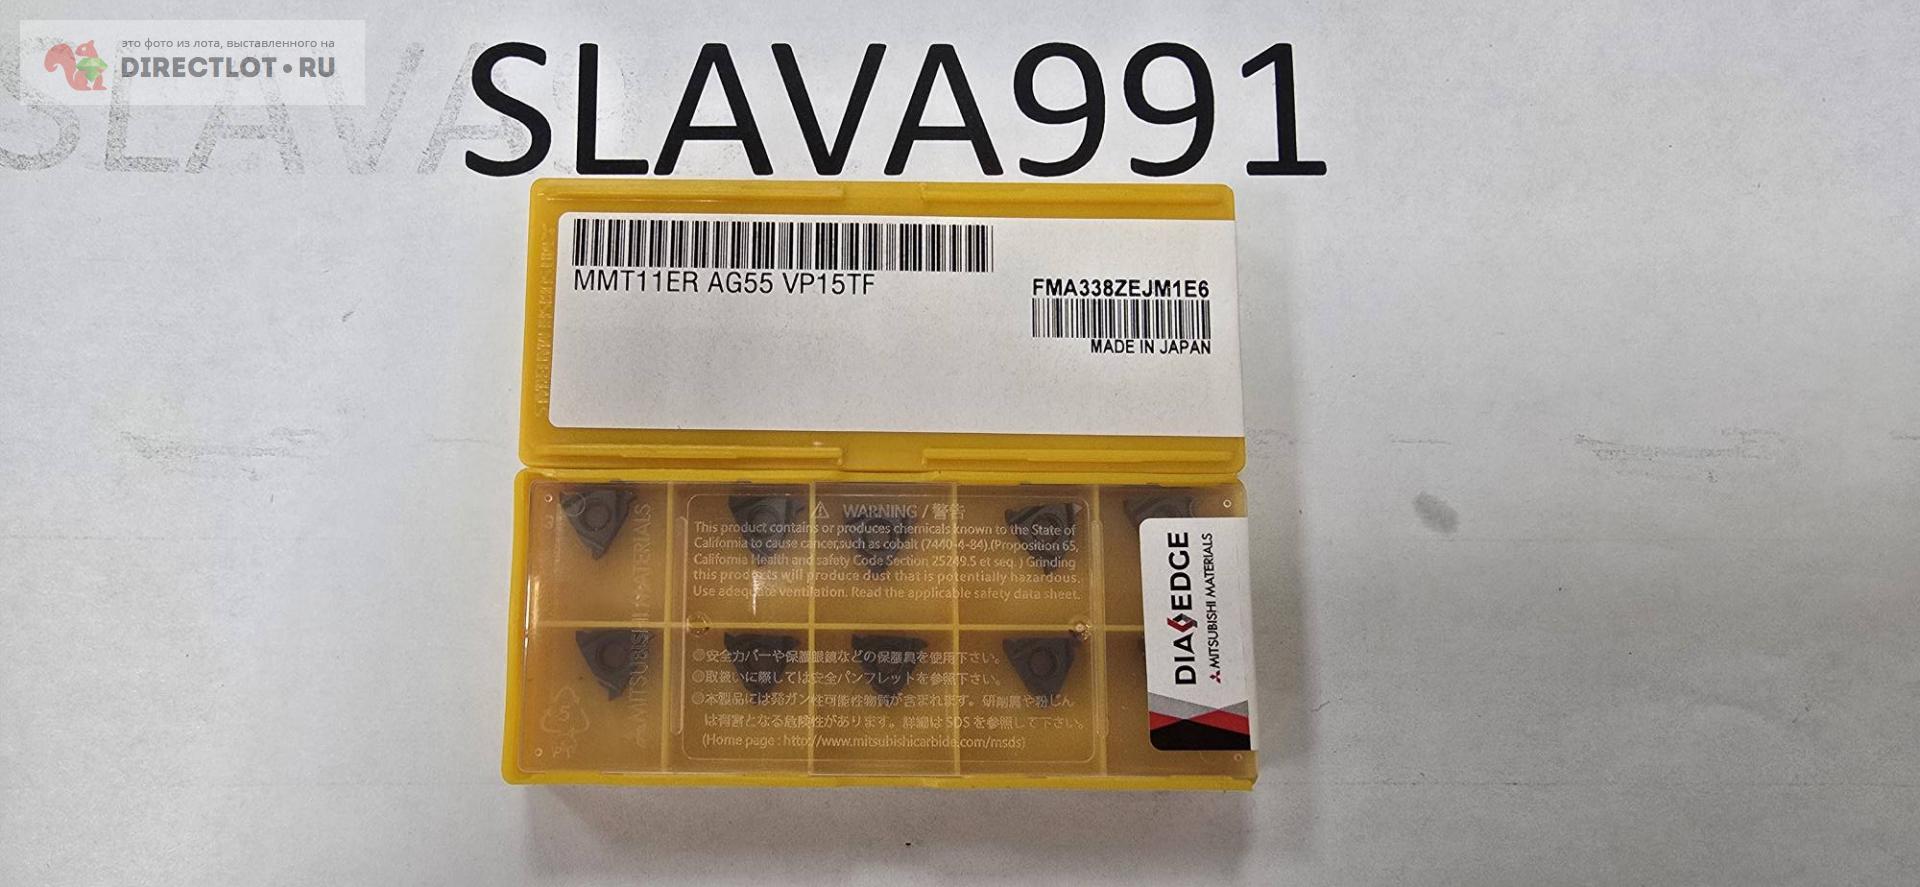 это фото из лота, выставленного на
DIRECTLOT•RU
SLAVA991
SLAVA
MMT11ER AG55 VP15TF
FMA338ZEJM1E6
MADE IN JAPAN
MITSUBISHI MATERIALS
⚠ WARNING / 警告
This product contains or produces chemicals known to the State of
California to cause cancer,such as cobalt (7440-4-84).(Proposition 65,
California Health and safety Code Section 25249.5 et seq. ) Grinding
this products will produce dust that is potentially hazardous.
Use adequate ventilation. Read the applicable safety data sheet.
◎安全カバーや保護眼鏡などの保護具を使用下さい。
◎取扱いに際しては安全パンフレットを参照下さい。
◎本製品には発ガン性可能性物質が含まれます。研削屑や粉じん
は有害となる危険性があります。詳細はSDSを参照して下さい。
(Home page : http://www.mitsubishicarbide.com/msds)
DIAEDGE
MITSUBISHI MATERIALS
5